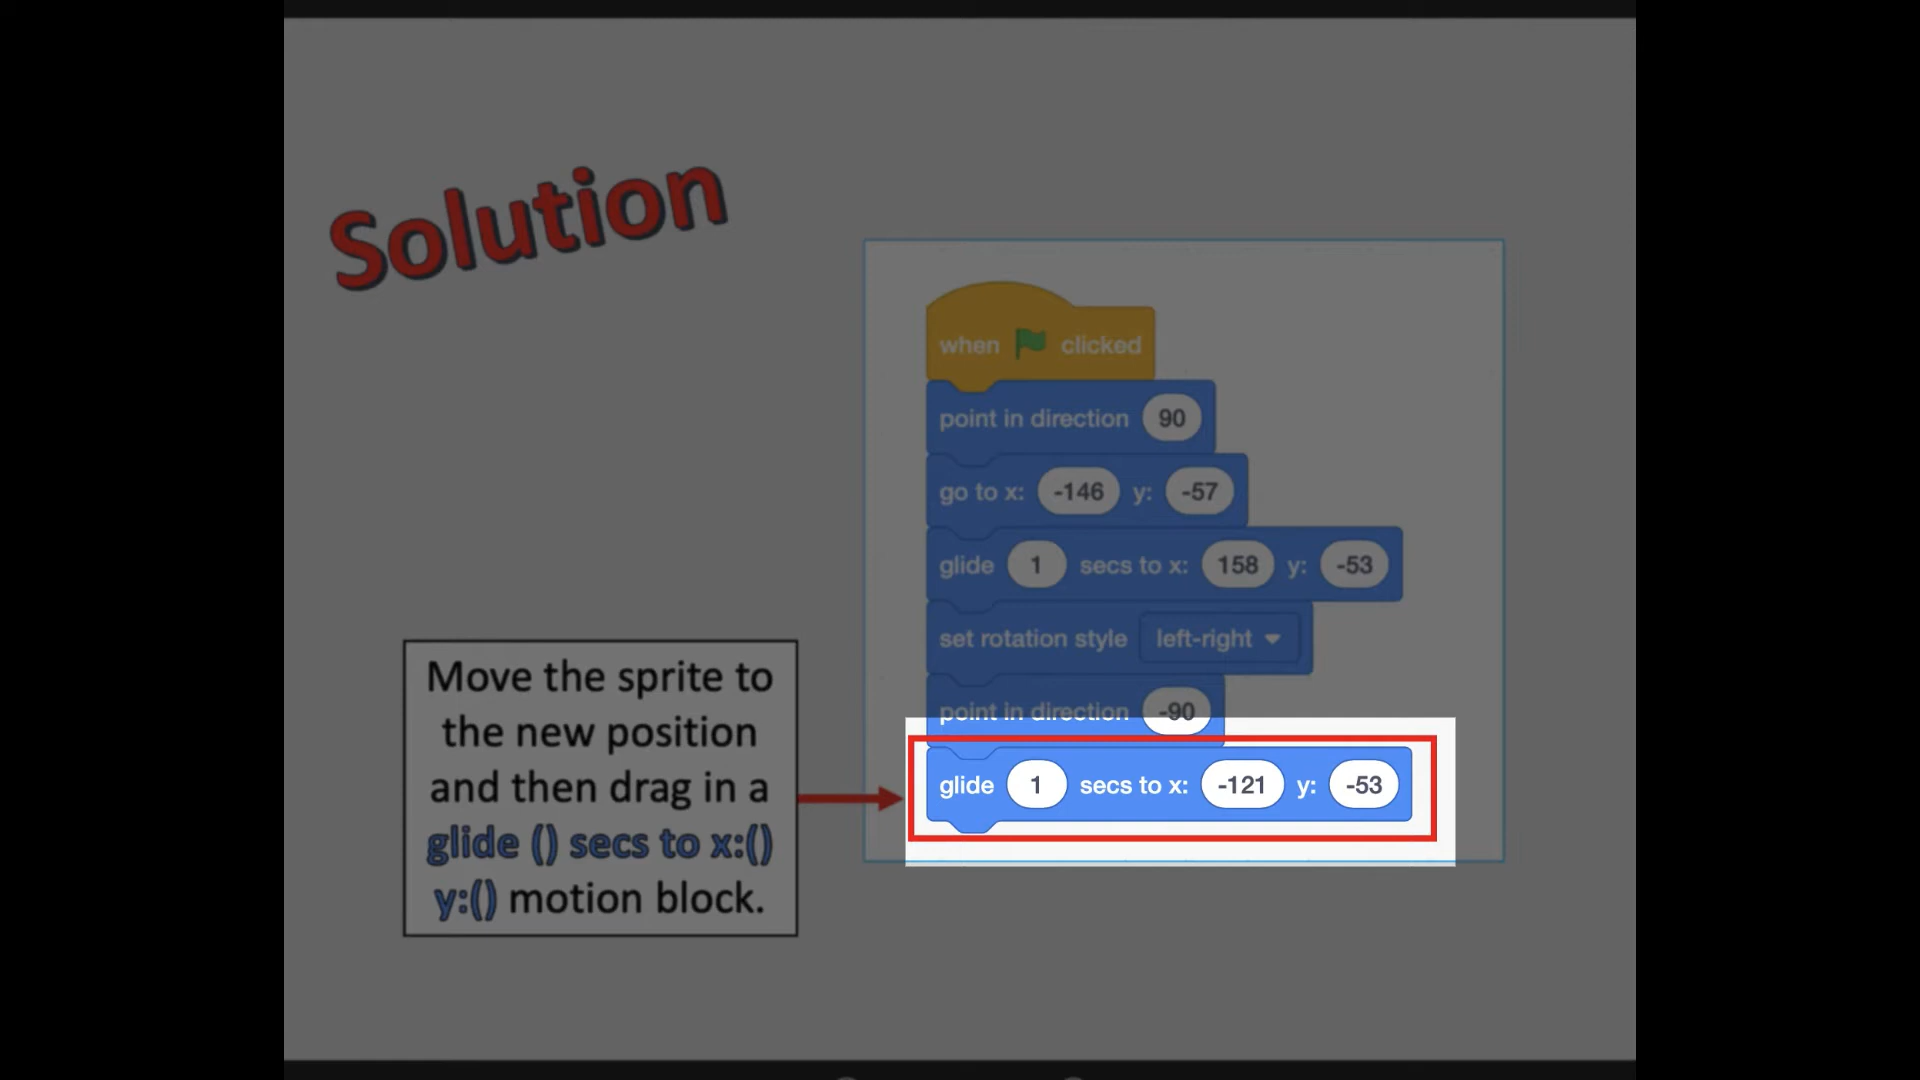 Solution
when clicked
point in direction 90
go to x: -146 y: -57
glide 1 secs to x: 158 y: -53
set rotation style left-right
point in direction -90
glide 1 secs to x: -121 y: -53
Move the sprite to
the new position
and then drag in a
glide () secs to x:()
y:() motion block.